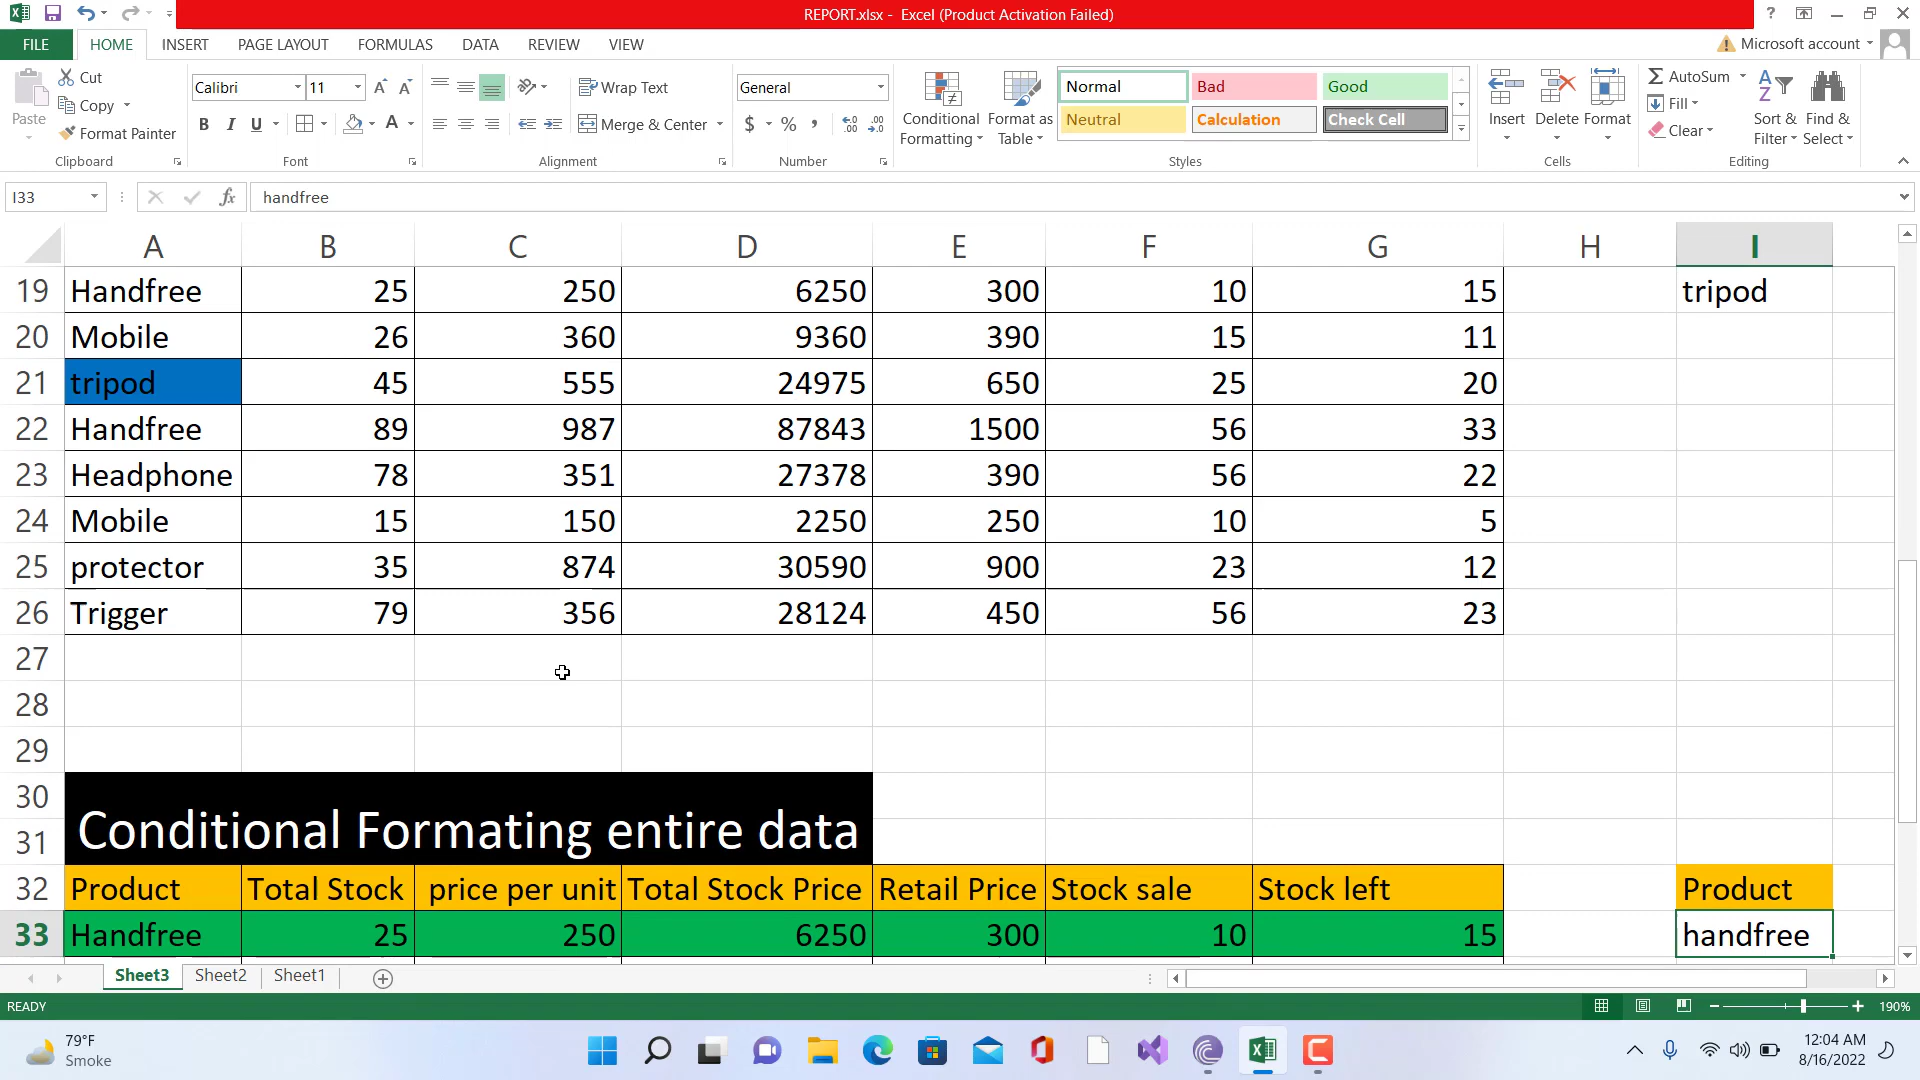 REPORT.xlsx - Excel (Product Activation Failed)
FILE HOME INSERT PAGE LAYOUT FORMULAS DATA REVIEW VIEW Microsoft account
Paste Cut Copy Format Painter Clipboard
Calibri 11 B I U A Font
Wrap Text Merge & Center Alignment
General $ % , Number
Conditional Formatting Format as Table
Normal Bad Good
Neutral Calculation Check Cell
Styles
Insert Delete Format Cells
AutoSum Fill Clear Sort & Filter Find & Select Editing
I33 fx handfree
A B C D E F G H I
19 Handfree 25 250 6250 300 10 15 tripod
20 Mobile 26 360 9360 390 15 11
21 tripod 45 555 24975 650 25 20
22 Handfree 89 987 87843 1500 56 33
23 Headphone 78 351 27378 390 56 22
24 Mobile 15 150 2250 250 10 5
25 protector 35 874 30590 900 23 12
26 Trigger 79 356 28124 450 56 23
27
28
29
30
31 Conditional Formating entire data
32 Product Total Stock price per unit Total Stock Price Retail Price Stock sale Stock left Product
33 Handfree 25 250 6250 300 10 15 handfree
Sheet3 Sheet2 Sheet1
READY 190%
79°F
Smoke
12:04 AM
8/16/2022